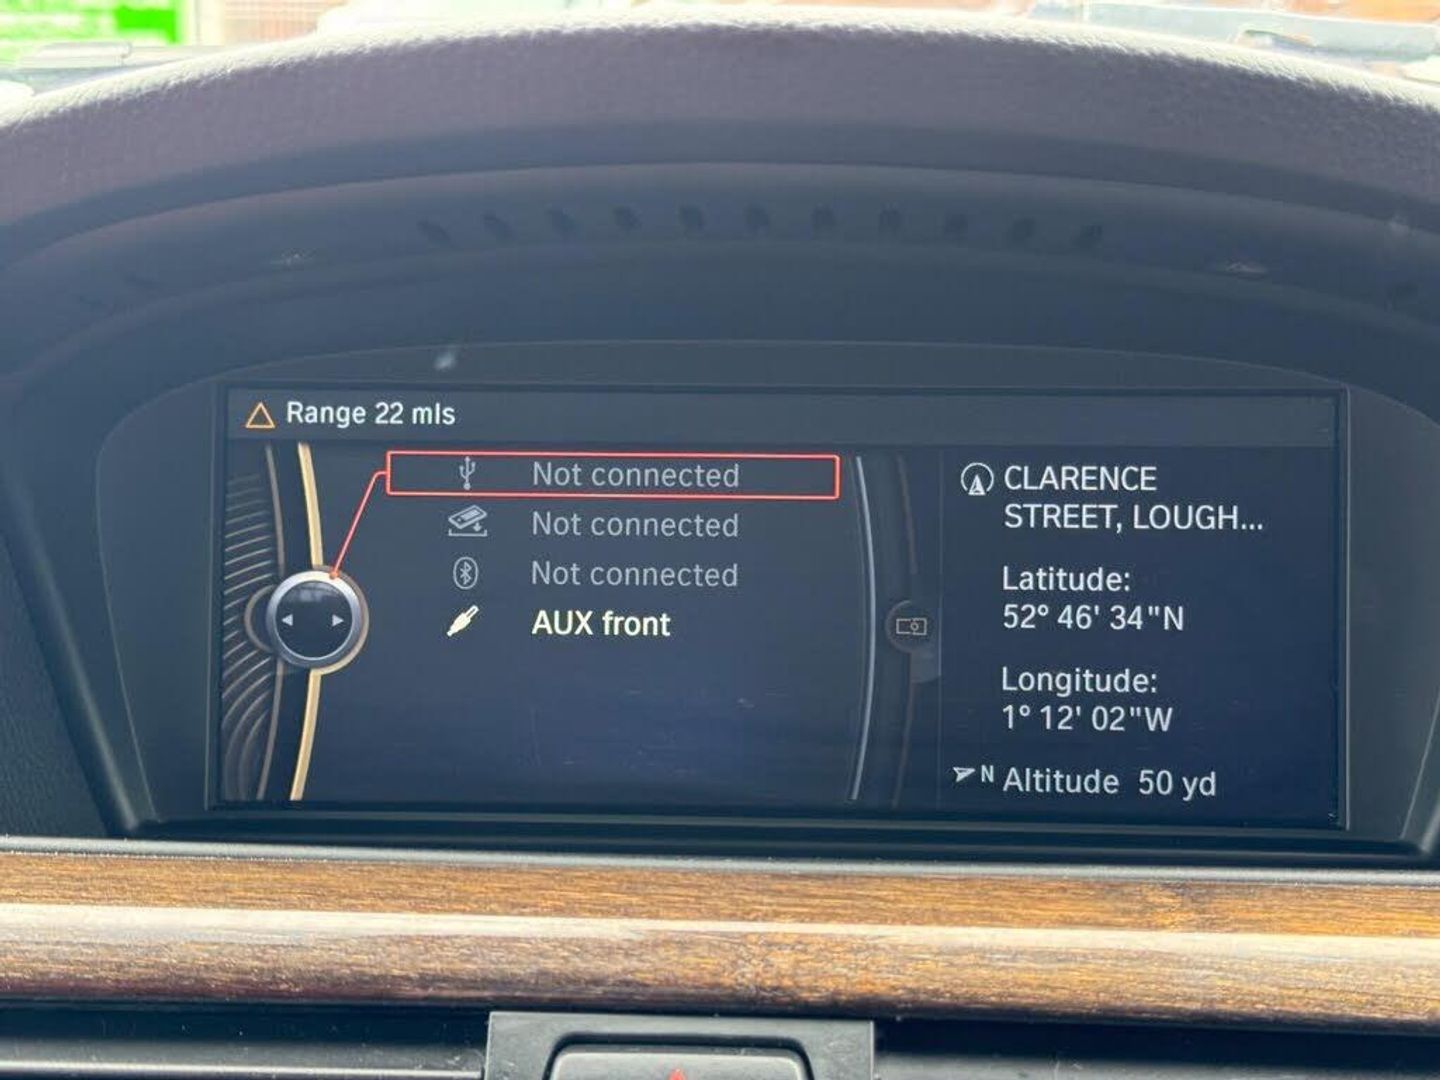 Range 22 mls
Not connected
Not connected
Not connected
AUX front
CLARENCE
STREET, LOUGH...
Latitude:
52° 46' 34"N
Longitude:
1° 12' 02"W
N Altitude 50 yd